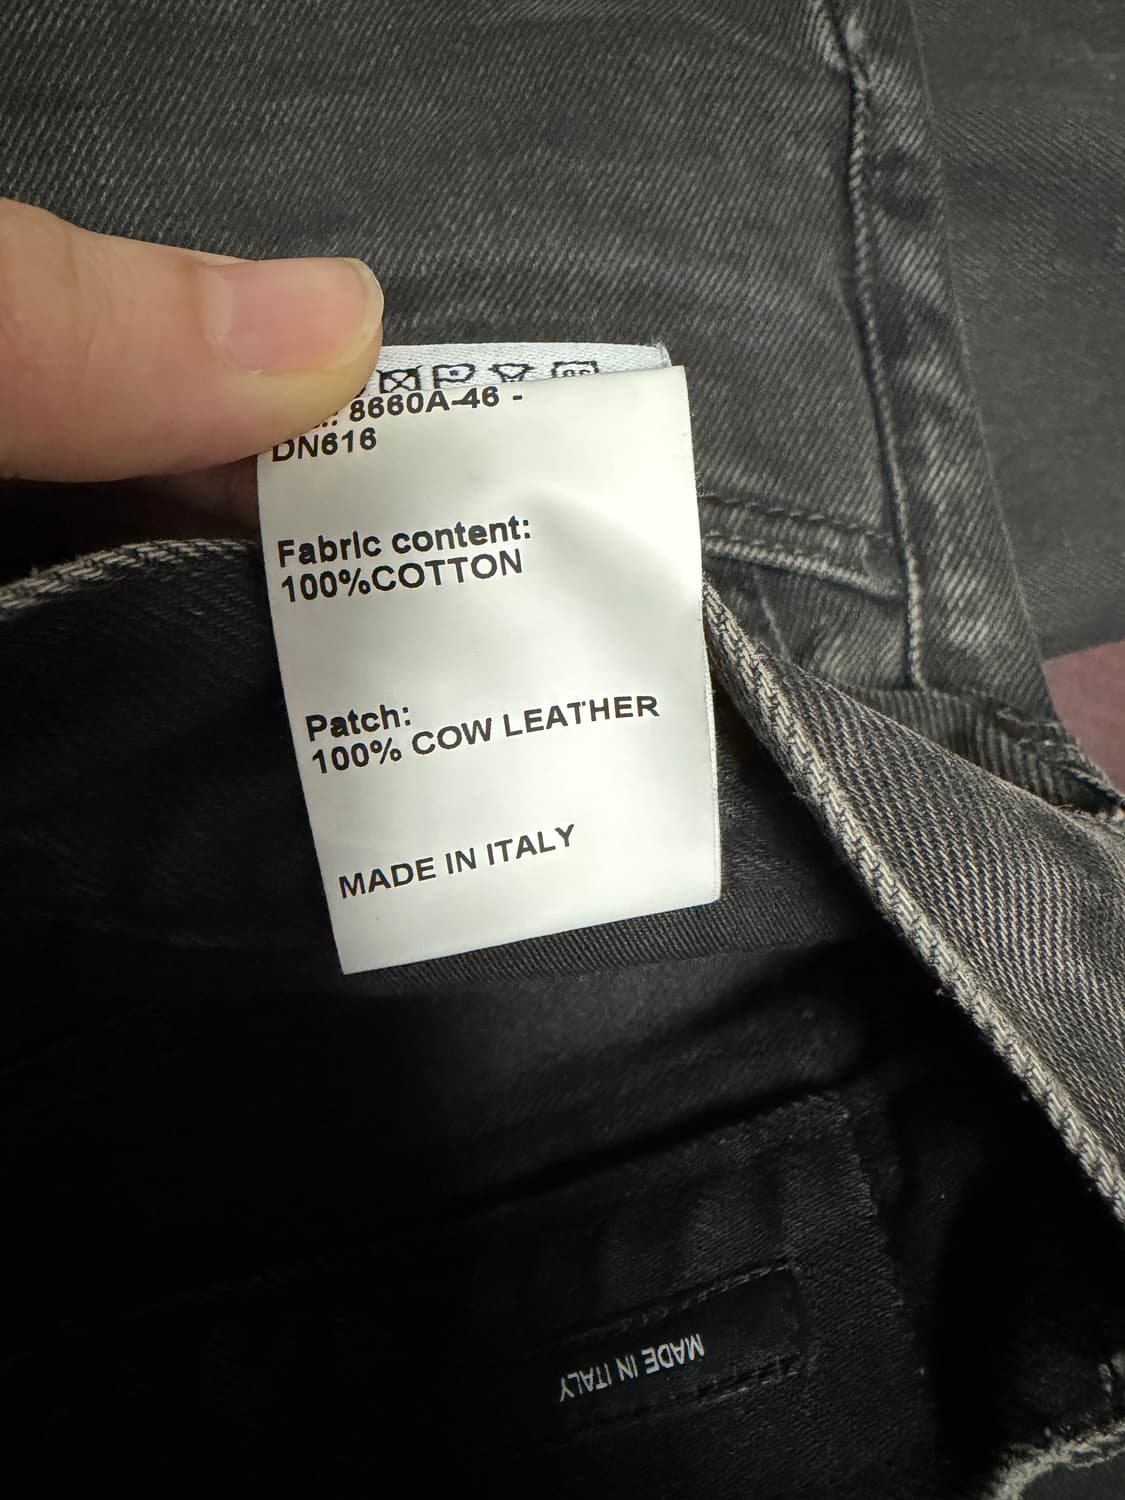 8660A-46 -
DN616
Fabric content:
100%COTTON
Patch:
100% COW LEATHER
MADE IN ITALY
MADE IN ITALY